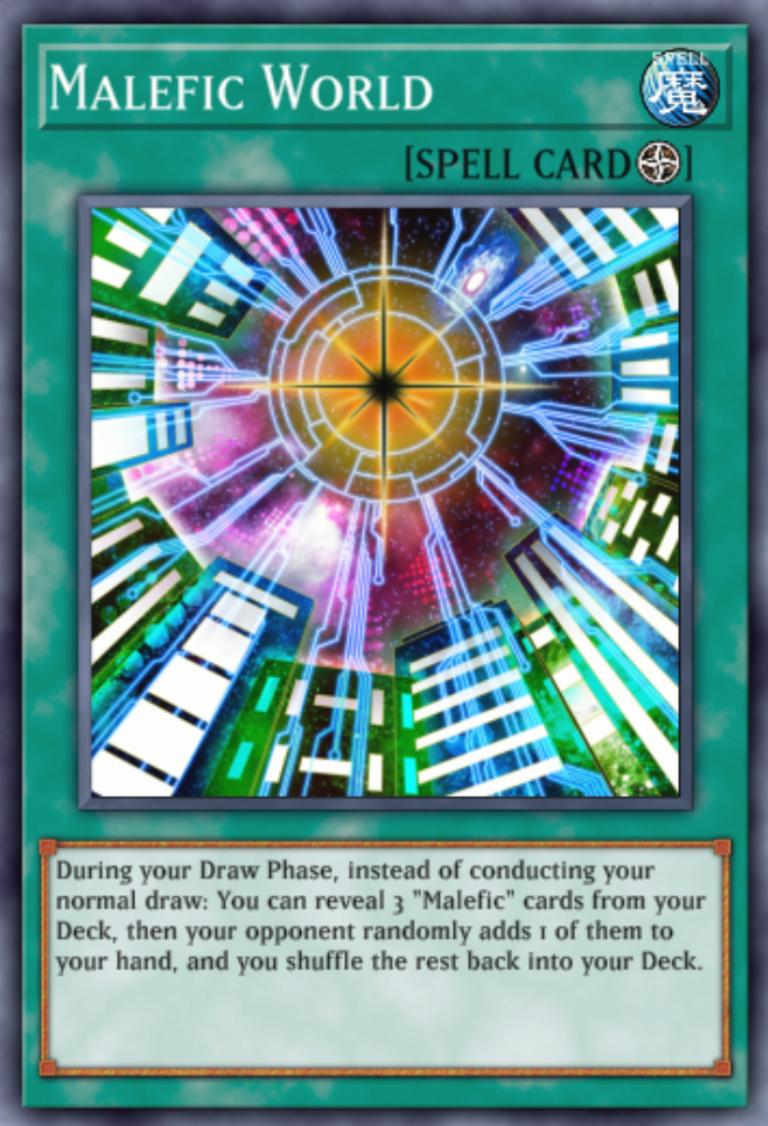 Malefic World
SPELL
魔
[SPELL CARD]
During your Draw Phase, instead of conducting your
normal draw: You can reveal 3 "Malefic" cards from your
Deck, then your opponent randomly adds 1 of them to
your hand, and you shuffle the rest back into your Deck.